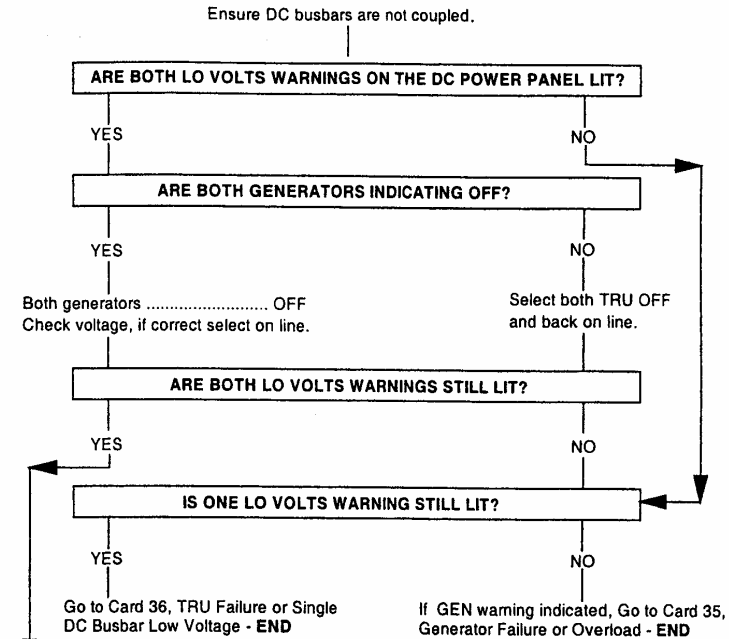 Ensure DC busbars are not coupled.
ARE BOTH LO VOLTS WARNINGS ON THE DC POWER PANEL LIT?
YES
NO
ARE BOTH GENERATORS INDICATING OFF?
YES
NO
Both generators .......................... OFF
Check voltage, if correct select on line.
Select both TRU OFF
and back on line.
ARE BOTH LO VOLTS WARNINGS STILL LIT?
YES
NO
IS ONE LO VOLTS WARNING STILL LIT?
YES
NO
Go to Card 36, TRU Failure or Single
DC Busbar Low Voltage - END
If GEN warning indicated, Go to Card 35,
Generator Failure or Overload - END